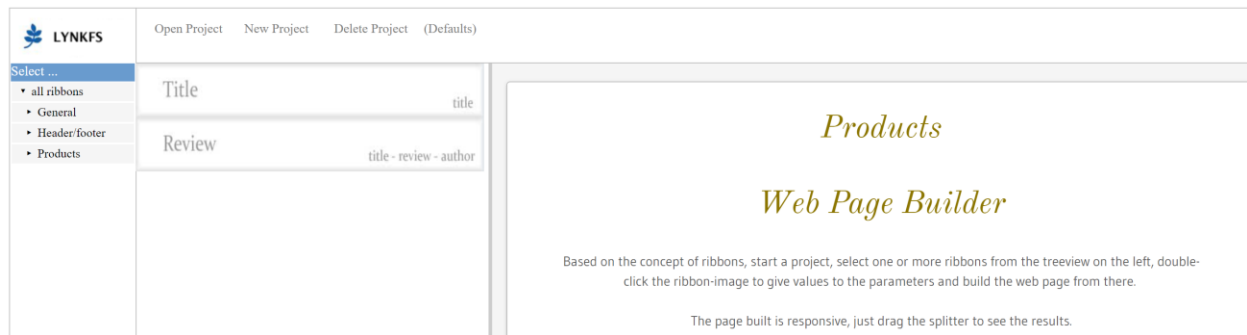 LYNKFS
Open Project New Project Delete Project (Defaults)
Select ...
all ribbons
General
Header/footer
Products
Title
title
Review
title - review - author
Products
Web Page Builder
Based on the concept of ribbons, start a project, select one or more ribbons from the treeview on the left, double-
click the ribbon-image to give values to the parameters and build the web page from there.
The page built is responsive, just drag the splitter to see the results.